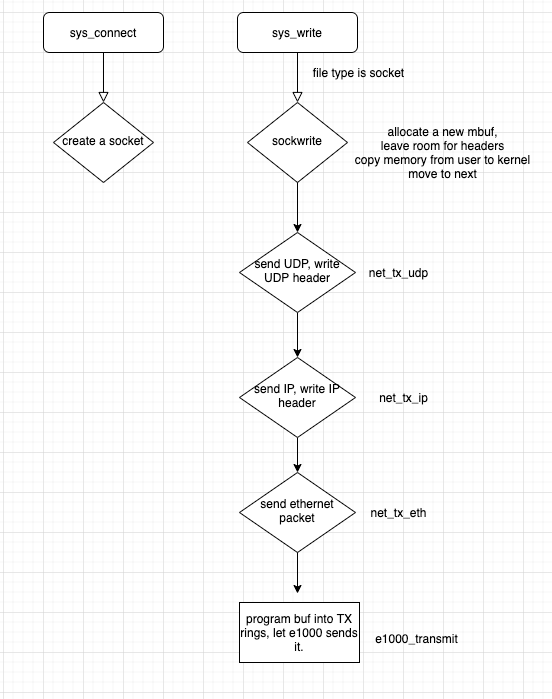 sys_connect
sys_write
file type is socket
create a socket
sockwrite
allocate a new mbuf,
leave room for headers
copy memory from user to kernel
move to next
send UDP, write
UDP header
net_tx_udp
send IP, write IP
header
net_tx_ip
send ethernet
packet
net_tx_eth
program buf into TX
rings, let e1000 sends
it.
e1000_transmit